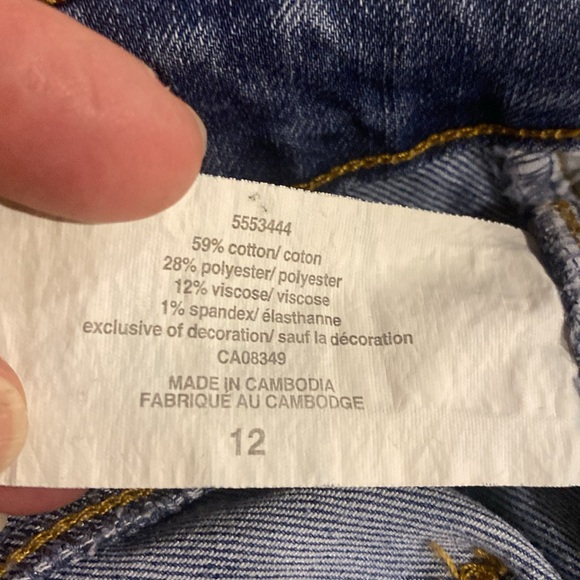 5553444
59% cotton/ coton
28% polyester/ polyester
12% viscose/ viscose
1% spandex/ élasthanne
exclusive of decoration/ sauf la décoration
CA08349
MADE IN CAMBODIA
FABRIQUÉ AU CAMBODGE
12